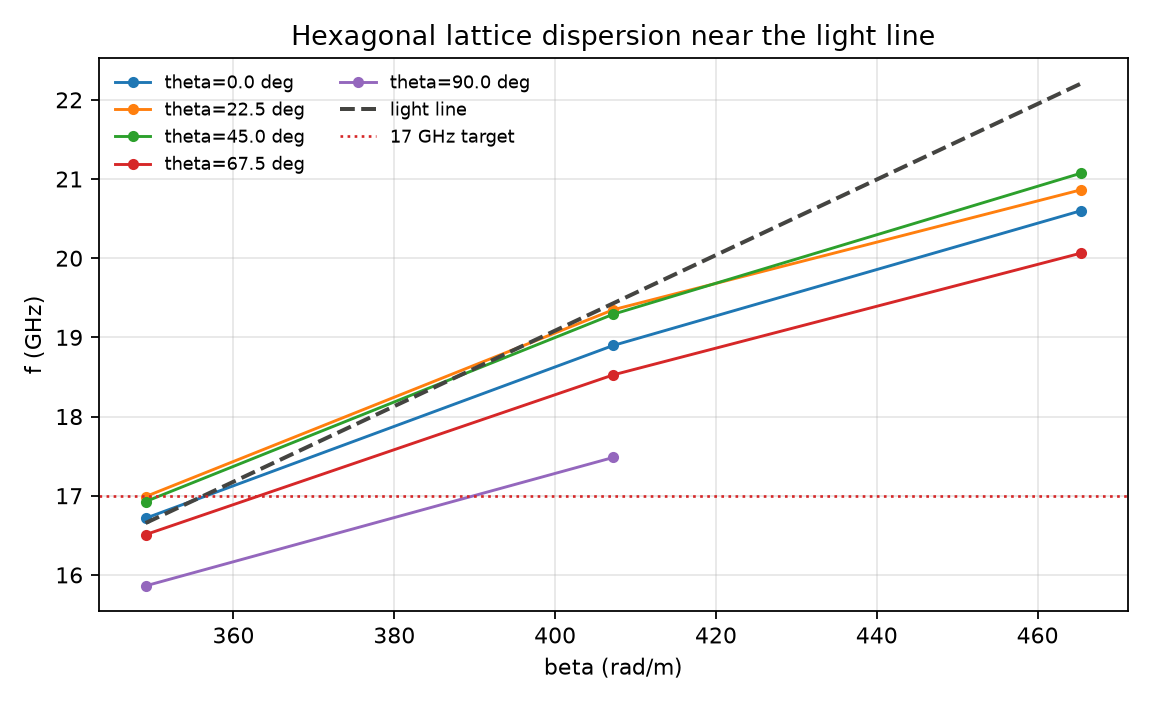 Hexagonal lattice dispersion near the light line
theta=0.0 deg
theta=22.5 deg
theta=45.0 deg
theta=67.5 deg
theta=90.0 deg
light line
17 GHz target
f (GHz)
22
21
20
19
18
17
16
360
380
400
420
440
460
beta (rad/m)